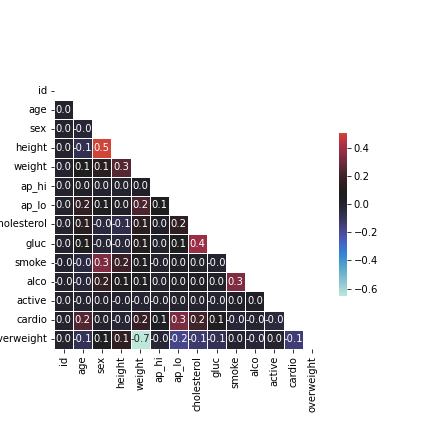 id
age 0.0
sex 0.0 -0.0
height 0.0 -0.1 0.5
weight 0.0 0.1 0.1 0.3
ap_hi 0.0 0.0 0.0 0.0 0.0
ap_lo 0.0 0.2 0.1 0.0 0.2 0.1
holesterol 0.0 0.1 -0.0 -0.1 0.1 0.0 0.2
gluc 0.0 0.1 -0.0 -0.0 0.1 0.0 0.1 0.4
smoke 0.0 -0.0 0.3 0.2 0.1 0.0 0.0 0.0 -0.0
alco 0.0 -0.0 0.2 0.1 0.1 0.0 0.0 0.0 0.0 0.3
active 0.0 -0.0 0.0 -0.0 -0.0 0.0 0.0 0.0 -0.0 0.0 0.0
cardio 0.0 0.2 0.0 -0.0 0.2 0.1 0.3 0.2 0.1 -0.0 -0.0 -0.0
verweight 0.0 -0.1 0.1 0.1 -0.7 -0.0 -0.2 -0.1 -0.1 0.0 -0.0 0.0 -0.1
id age sex height weight ap_hi ap_lo cholesterol gluc smoke alco active cardio overweight
0.4
0.2
0.0
−0.2
−0.4
−0.6